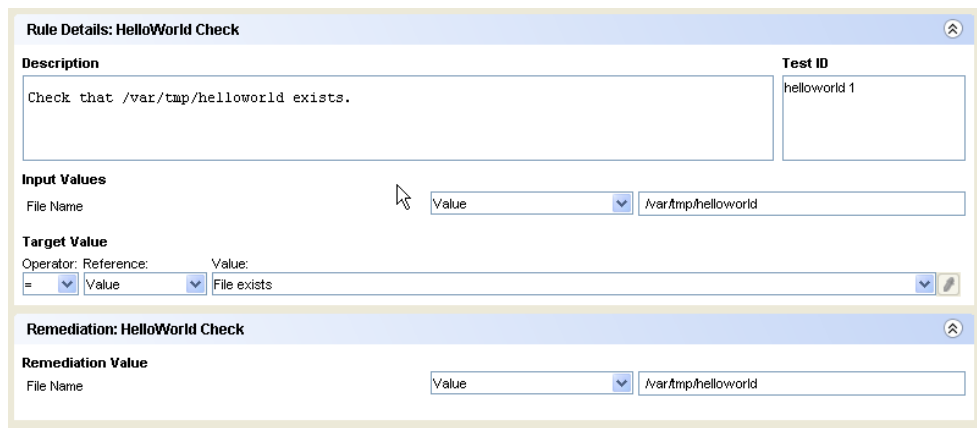 Rule Details: HelloWorld Check
Description
Test ID
Check that /var/tmp/helloworld exists.
helloworld 1
Input Values
File Name
Value
/var/tmp/helloworld
Target Value
Operator: Reference: Value:
= Value File exists
Remediation: HelloWorld Check
Remediation Value
File Name
Value
/var/tmp/helloworld